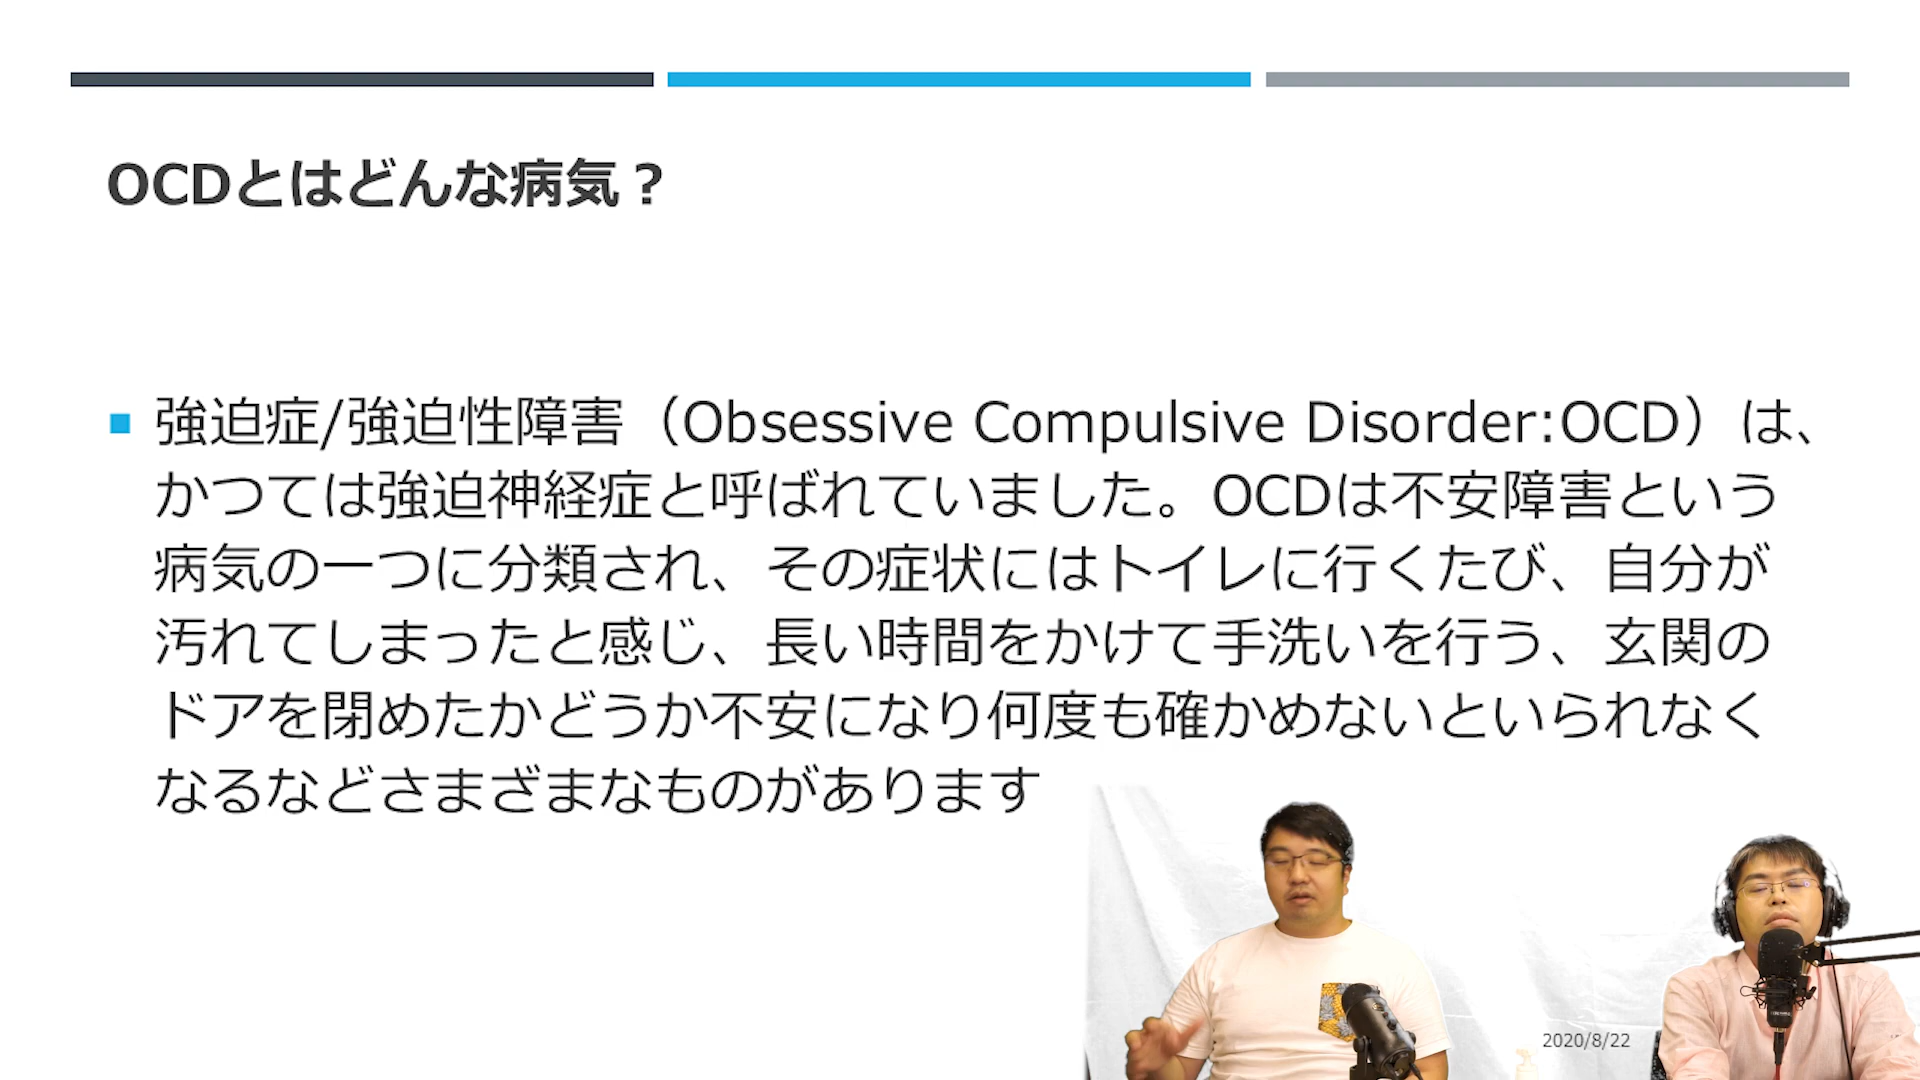 OCDとはどんな病気？
強迫症/強迫性障害（Obsessive Compulsive Disorder:OCD）は、
かつては強迫神経症と呼ばれていました。OCDは不安障害という
病気の一つに分類され、その症状にはトイレに行くたび、自分が
汚れてしまったと感じ、長い時間をかけて手洗いを行う、玄関の
ドアを閉めたかどうか不安になり何度も確かめないといられなく
なるなどさまざまなものがあります
2020/8/22